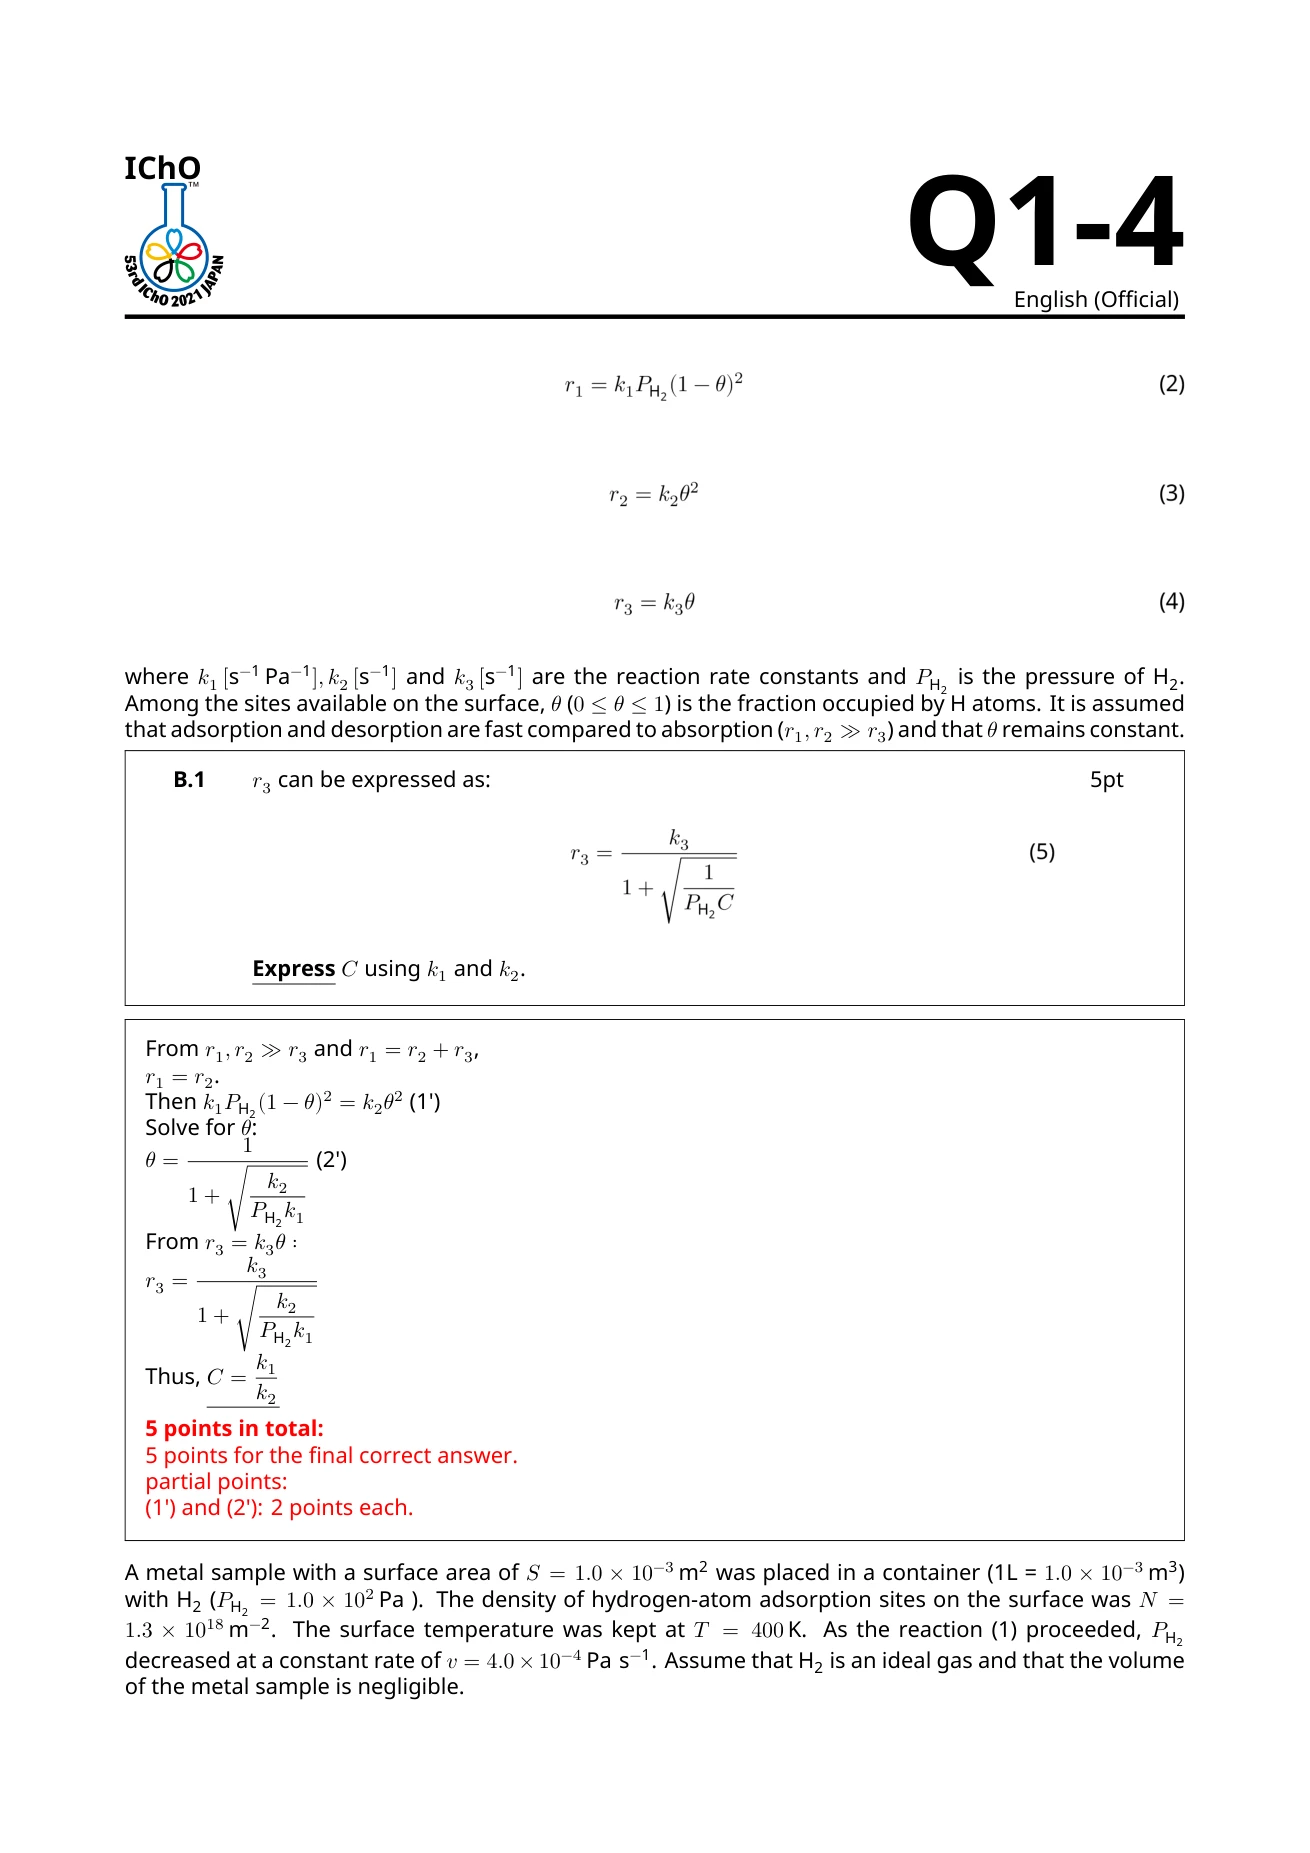 IChO
TM
53rd IChO 2021 JAPAN
Q1-4
English (Official)
r₁ = k₁P_H₂(1 − θ)² (2)
r₂ = k₂θ² (3)
r₃ = k₃θ (4)
where k₁ [s⁻¹ Pa⁻¹], k₂ [s⁻¹] and k₃ [s⁻¹] are the reaction rate constants and P_H₂ is the pressure of H₂.
Among the sites available on the surface, θ (0 ≤ θ ≤ 1) is the fraction occupied by H atoms. It is assumed
that adsorption and desorption are fast compared to absorption (r₁, r₂ ≫ r₃) and that θ remains constant.
B.1 r₃ can be expressed as: 5pt
r₃ = k₃ / (1 + √(1 / (P_H₂C))) (5)
Express C using k₁ and k₂.
From r₁, r₂ ≫ r₃ and r₁ = r₂ + r₃,
r₁ = r₂.
Then k₁P_H₂(1 − θ)² = k₂θ² (1')
Solve for θ:
θ = 1 / (1 + √(k₂ / (P_H₂k₁))) (2')
From r₃ = k₃θ :
r₃ = k₃ / (1 + √(k₂ / (P_H₂k₁)))
Thus, C = k₁ / k₂
5 points in total:
5 points for the final correct answer.
partial points:
(1') and (2'): 2 points each.
A metal sample with a surface area of S = 1.0 × 10⁻³ m² was placed in a container (1L = 1.0 × 10⁻³ m³)
with H₂ (P_H₂ = 1.0 × 10² Pa ). The density of hydrogen-atom adsorption sites on the surface was N =
1.3 × 10¹⁸ m⁻². The surface temperature was kept at T = 400 K. As the reaction (1) proceeded, P_H₂
decreased at a constant rate of v = 4.0 × 10⁻⁴ Pa s⁻¹. Assume that H₂ is an ideal gas and that the volume
of the metal sample is negligible.